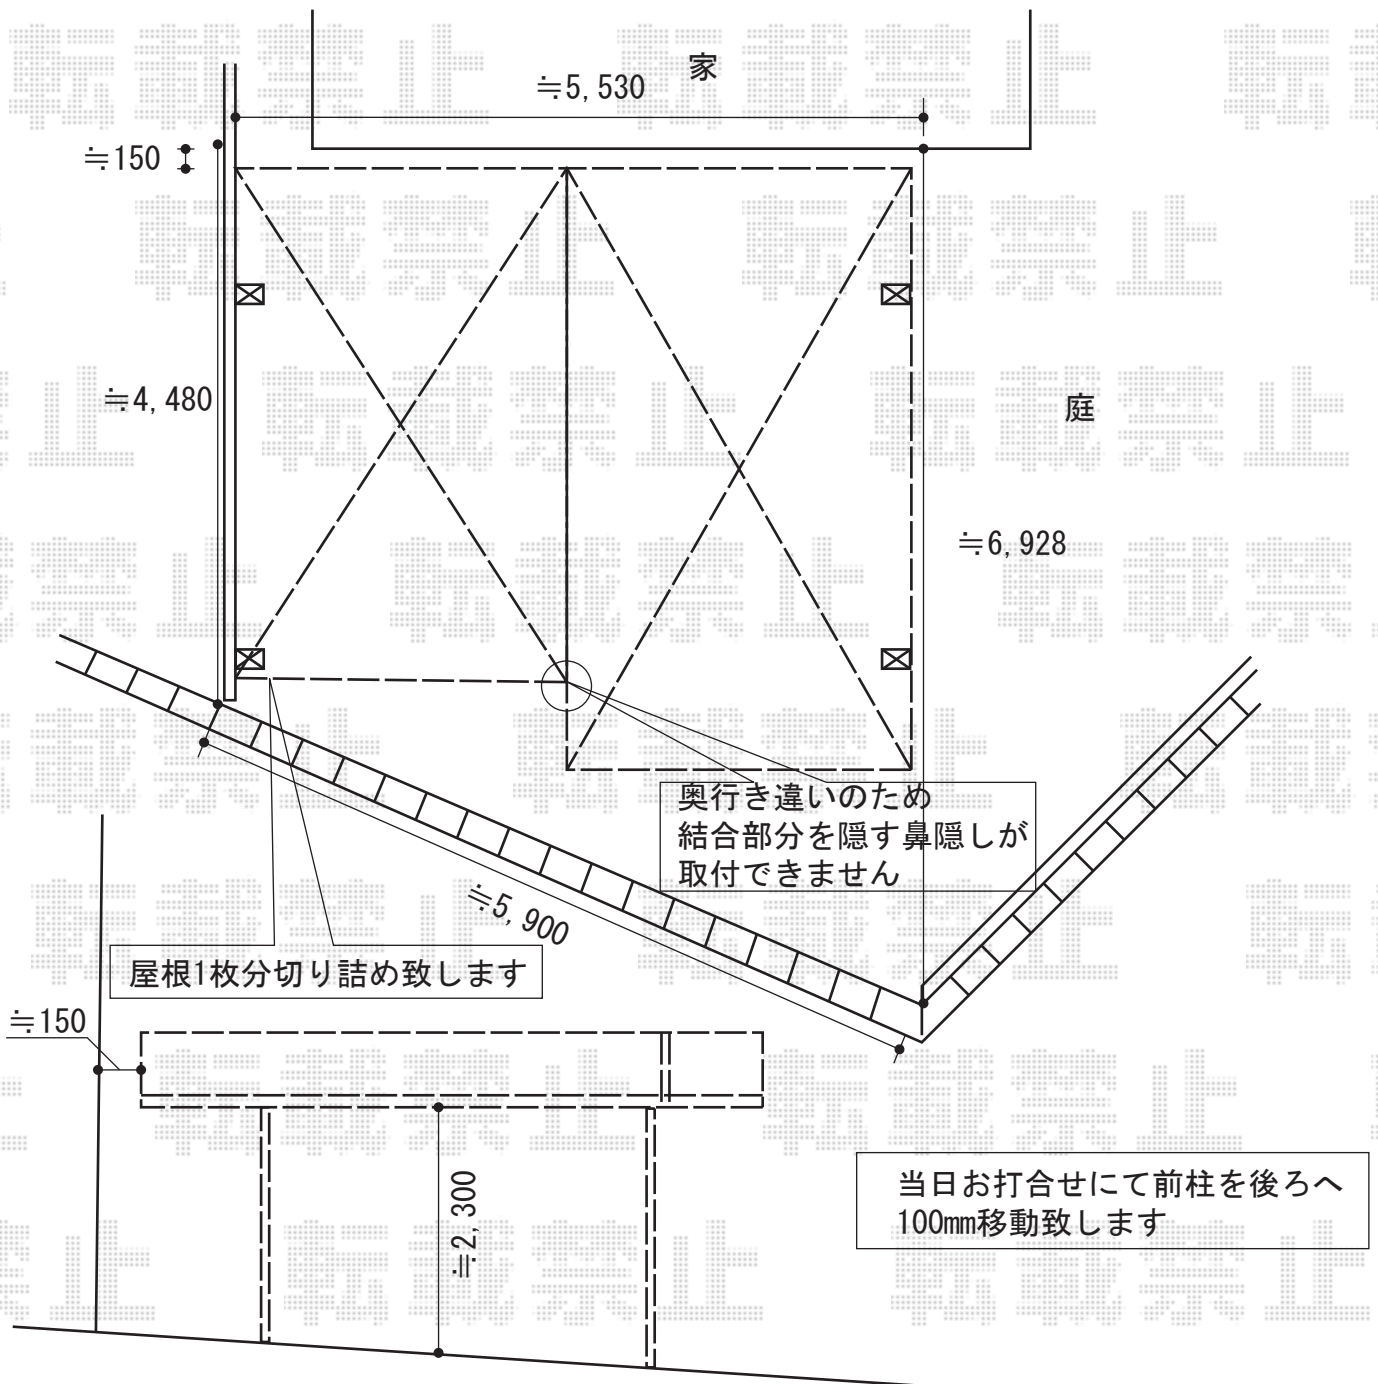 家
≒5,530
≒150
≒4,480
庭
≒6,928
奥行き違いのため
結合部分を隠す鼻隠しが
取付できません
≒5,900
屋根1枚分切り詰め致します
≒150
≒2,300
当日お打合せにて前柱を後ろへ
100mm移動致します
転載禁止